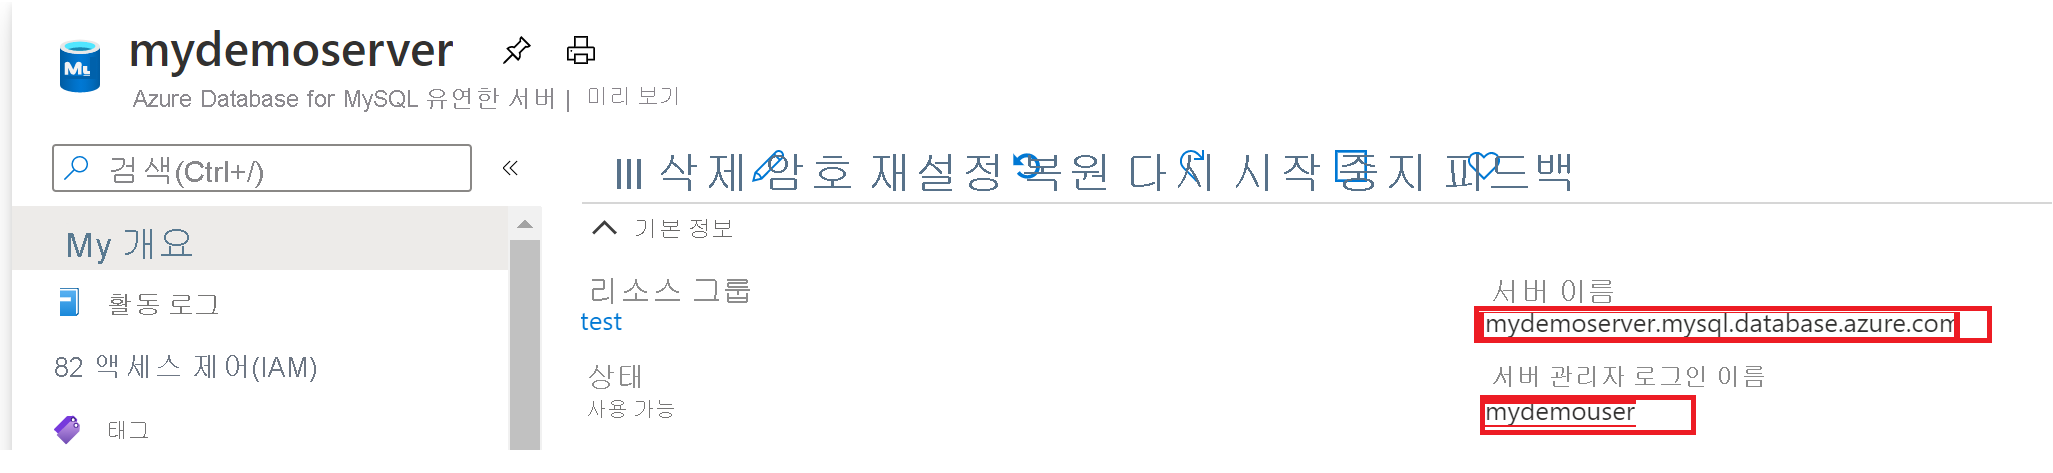 mydemoserver
Azure Database for MySQL 유연한 서버 | 미리 보기
검색(Ctrl+/)
«
삭제 암호 재설정 복원 다시 시작 중지 피드백
My 개요
기본 정보
활동 로그
리소스 그룹
test
서버 이름
mydemoserver.mysql.database.azure.com
82 액세스 제어(IAM)
상태
사용 가능
서버 관리자 로그인 이름
mydemouser
태그